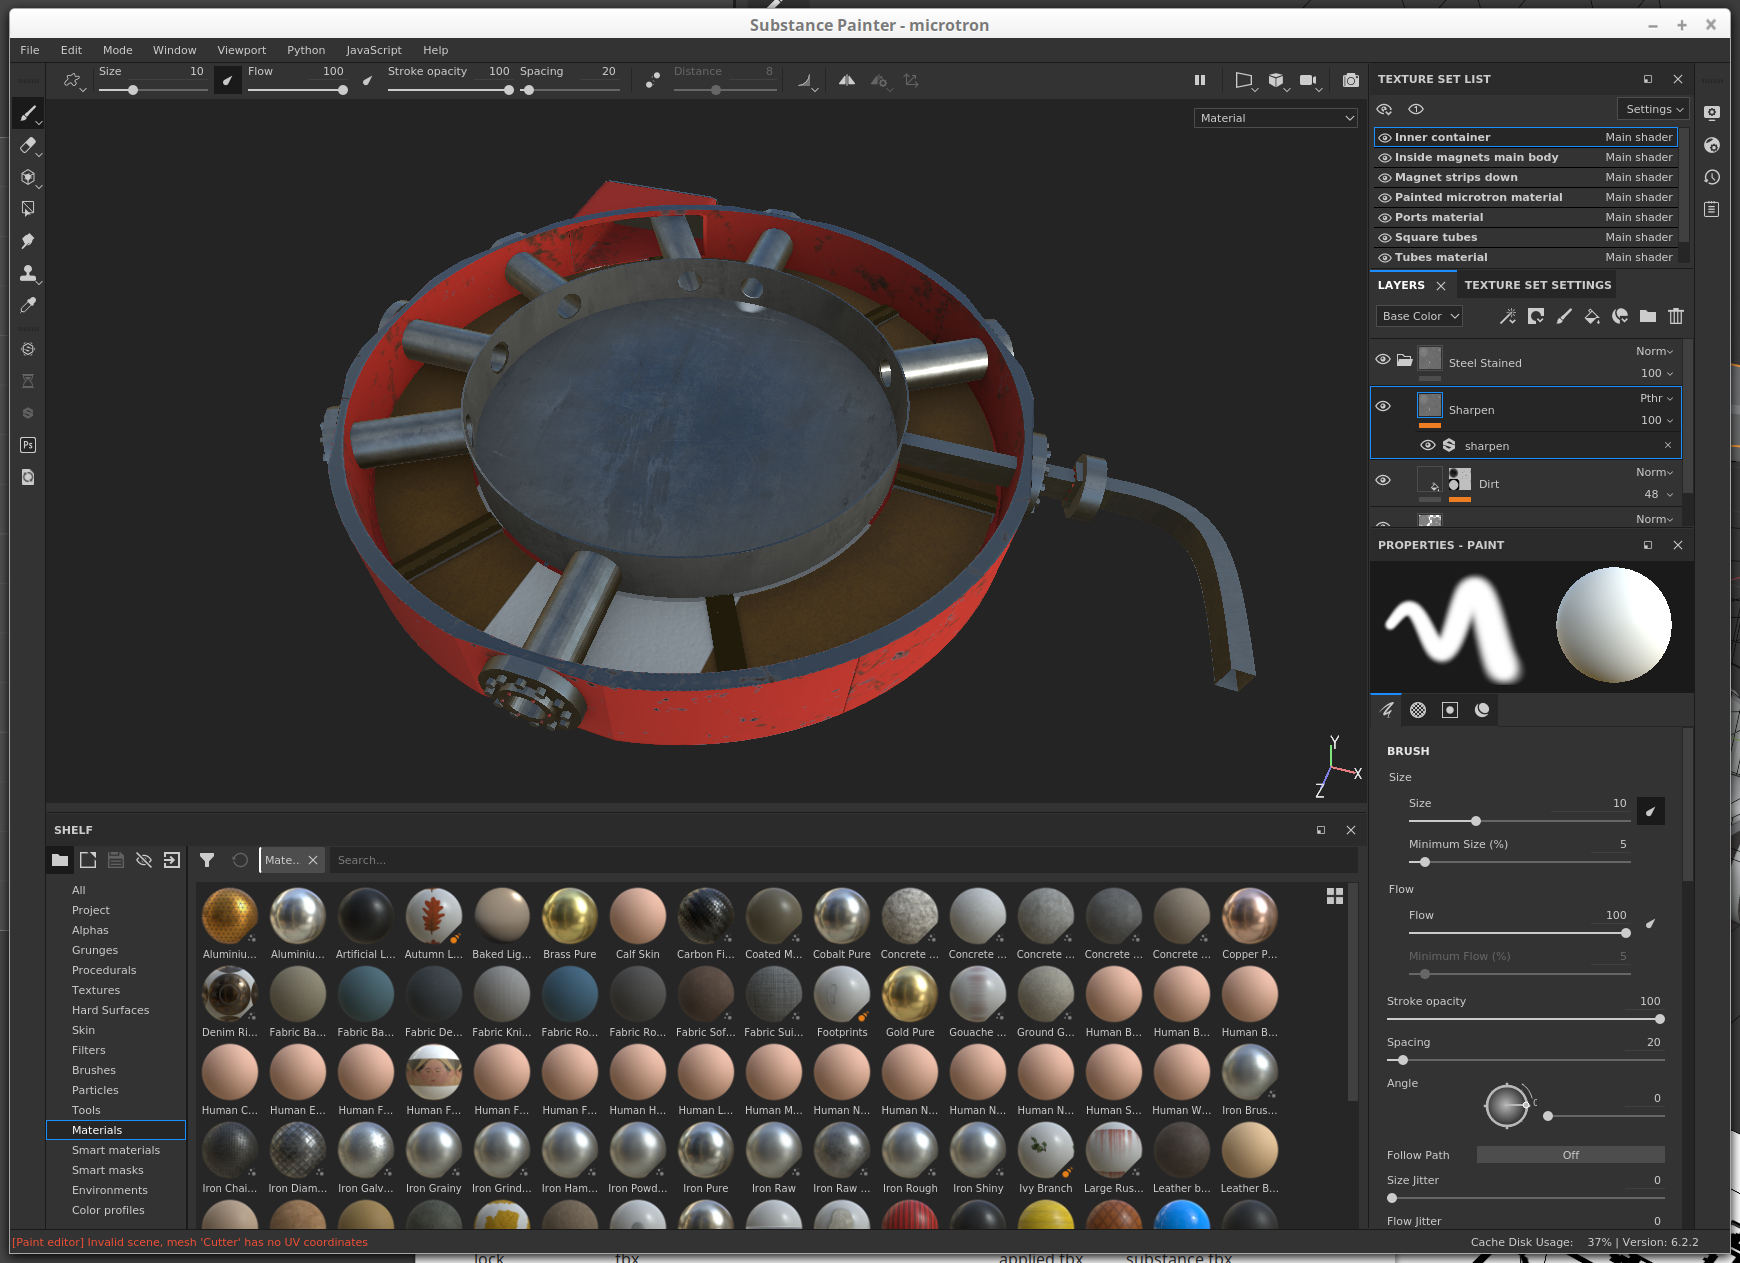 Substance Painter - microtron
File Edit Mode Window Viewport Python JavaScript Help
Size 10 Flow 100 Stroke opacity 100 Spacing 20 Distance 8
Material
Y
X
Z
TEXTURE SET LIST
Settings
Inner container Main shader
Inside magnets main body Main shader
Magnet strips down Main shader
Painted microtron material Main shader
Ports material Main shader
Square tubes Main shader
Tubes material Main shader
LAYERS TEXTURE SET SETTINGS
Base Color
Steel Stained Norm 100
Sharpen Pthr 100
sharpen
Dirt Norm 48
Norm
PROPERTIES - PAINT
BRUSH
Size
Size 10
Minimum Size (%) 5
Flow
Flow 100
Minimum Flow (%) 5
Stroke opacity 100
Spacing 20
Angle 0
Follow Path Off
Size Jitter 0
Flow Jitter 0
SHELF
Mate.. Search...
All
Project
Alphas
Grunges
Procedurals
Textures
Hard Surfaces
Skin
Filters
Brushes
Particles
Tools
Materials
Smart materials
Smart masks
Environments
Color profiles
Aluminiu... Aluminiu... Artificial L... Autumn L... Baked Lig... Brass Pure Calf Skin Carbon Fi... Coated M... Cobalt Pure Concrete ... Concrete ... Concrete ... Concrete ... Concrete ... Copper P...
Denim Ri... Fabric Ba... Fabric Ba... Fabric De... Fabric Kni... Fabric Ro... Fabric Ro... Fabric Sof... Fabric Sui... Footprints Gold Pure Gouache ... Ground G... Human B... Human B... Human B...
Human C... Human E... Human F... Human F... Human F... Human F... Human H... Human L... Human M... Human N... Human N... Human N... Human N... Human S... Human W... Iron Brus...
Iron Chai... Iron Diam... Iron Galv... Iron Grainy Iron Grind... Iron Ham... Iron Powd... Iron Pure Iron Raw Iron Raw ... Iron Rough Iron Shiny Ivy Branch Large Rus... Leather b... Leather B...
[Paint editor] Invalid scene, mesh 'Cutter' has no UV coordinates
Cache Disk Usage: 37% | Version: 6.2.2
lock fbx applied.fbx substance.fbx